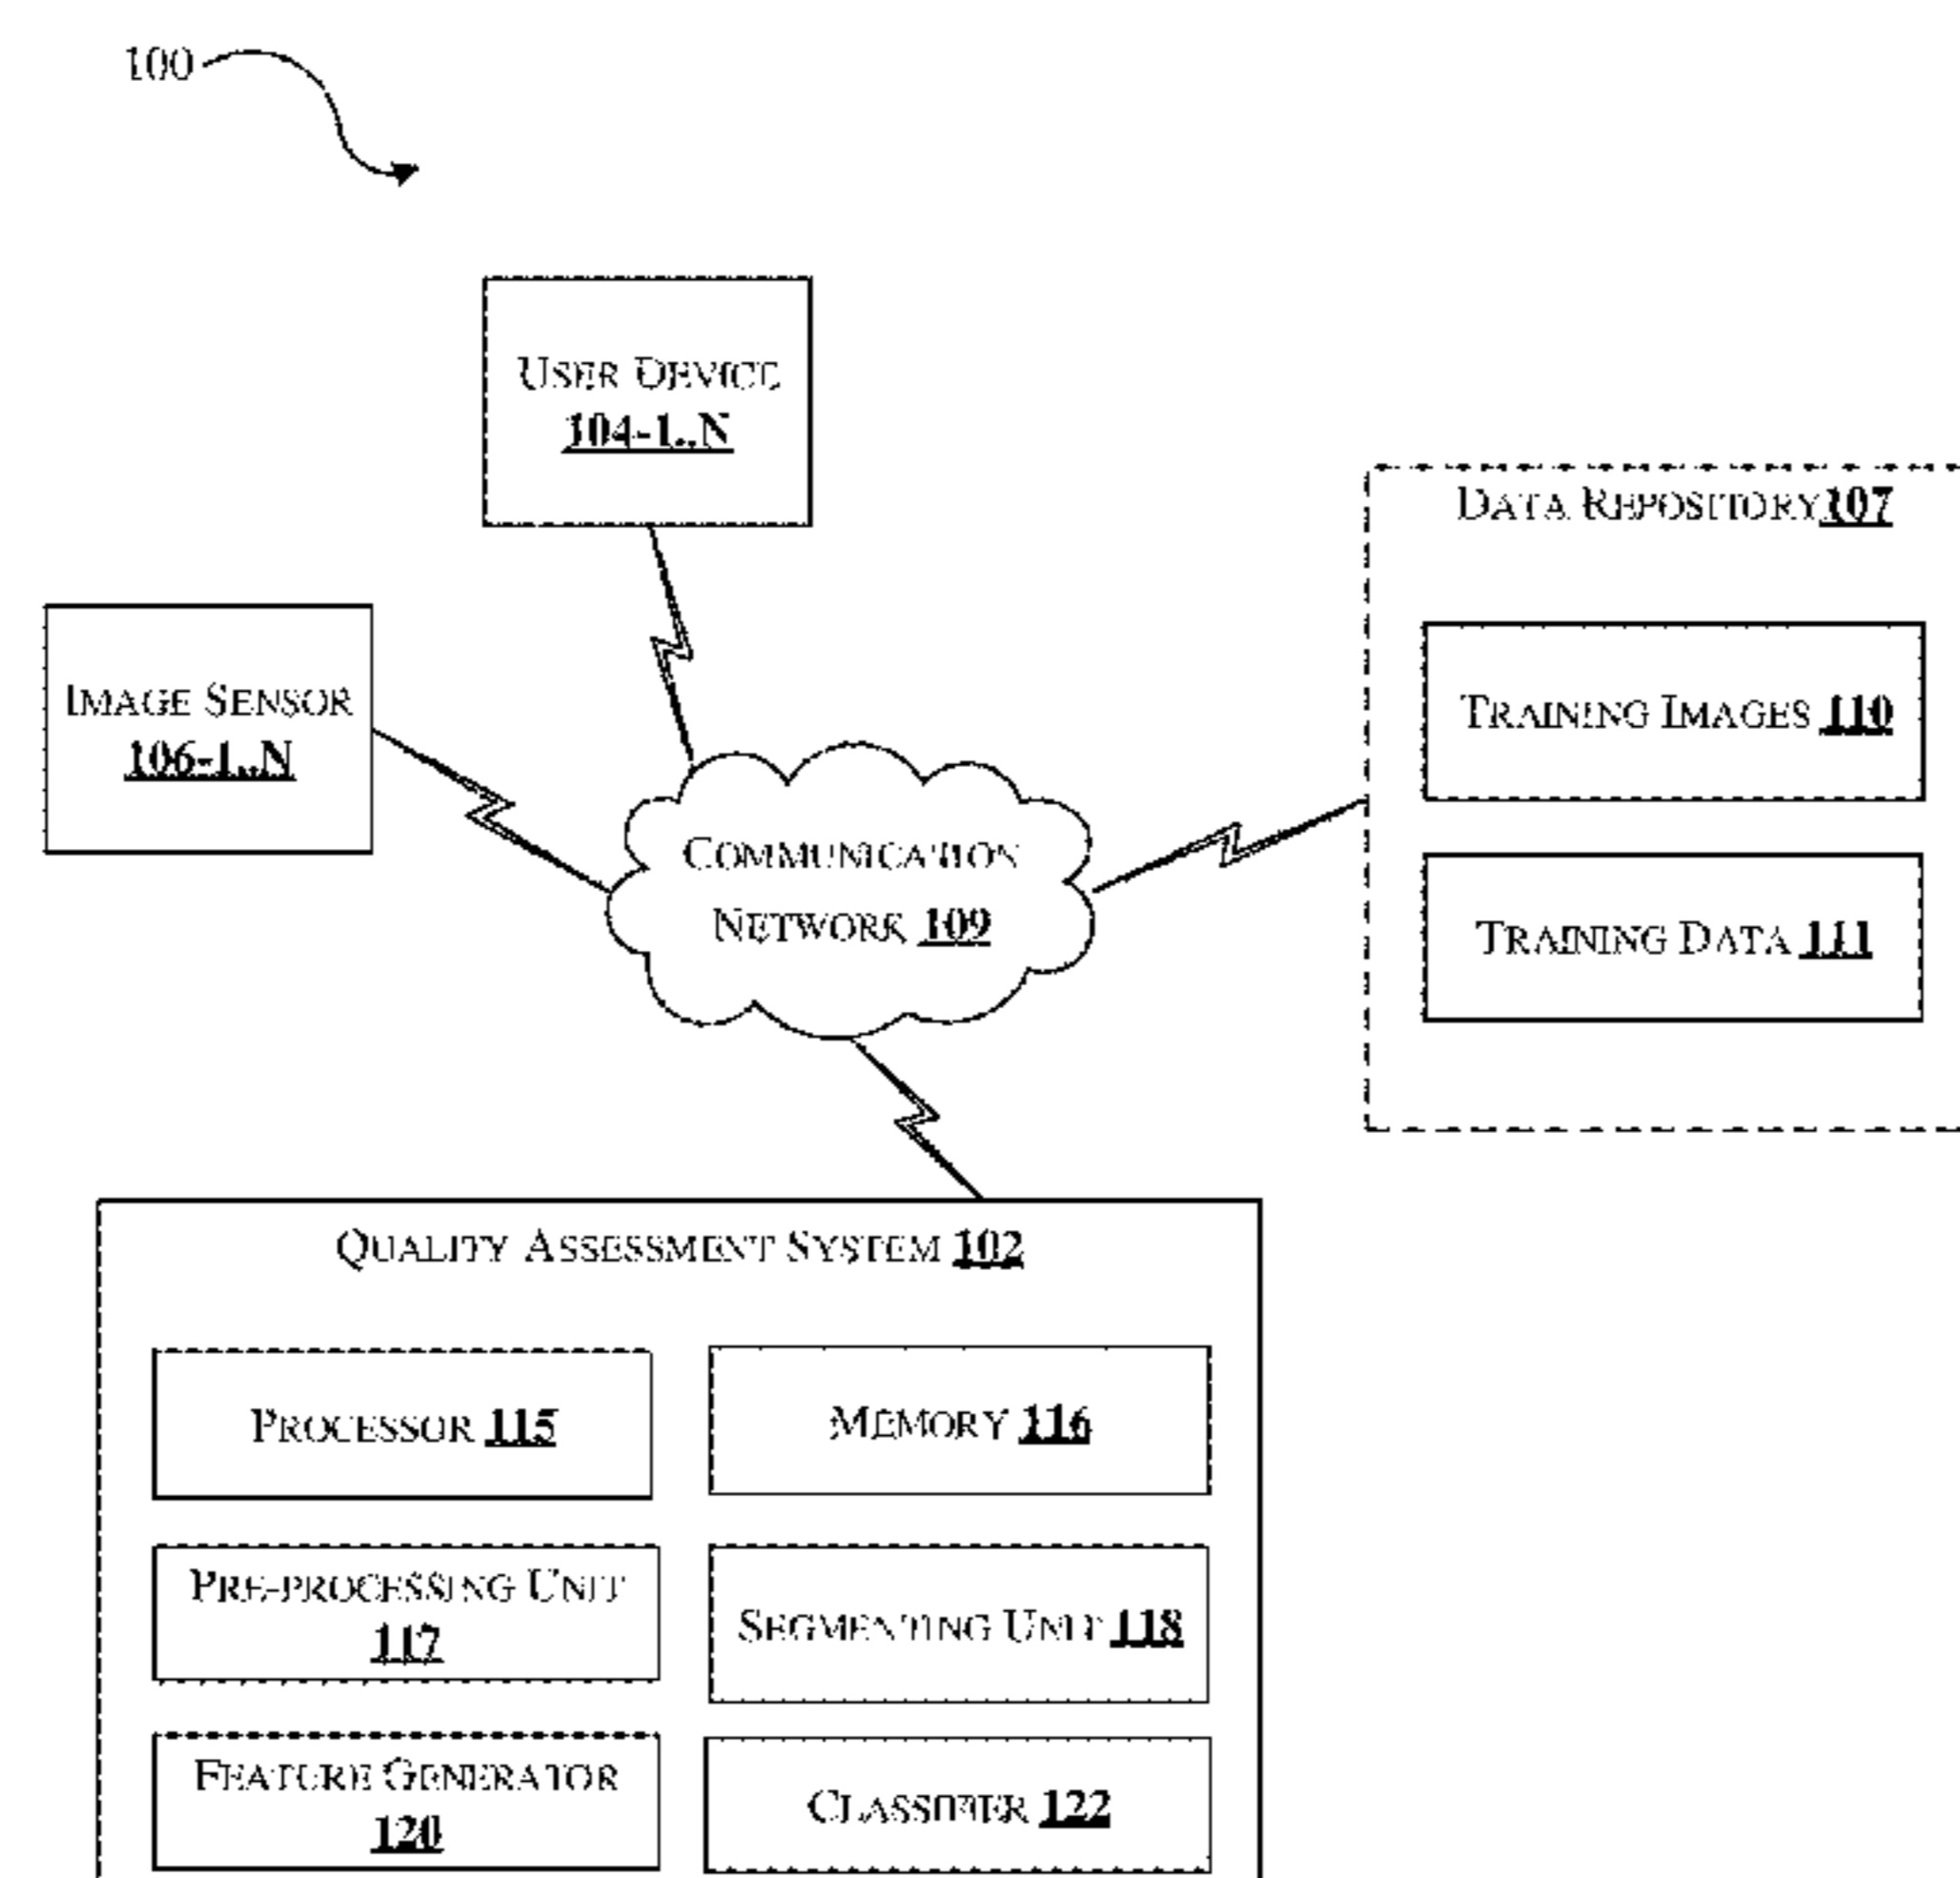 100
USER DEVICE
104-1..N
DATA REPOSITORY 107
IMAGE SENSOR
106-1..N
TRAINING IMAGES 110
COMMUNICATION
NETWORK 109
TRAINING DATA 111
QUALITY ASSESSMENT SYSTEM 102
PROCESSOR 115
MEMORY 116
PRE-PROCESSING UNIT
117
SEGMENTING UNIT 118
FEATURE GENERATOR
120
CLASSIFIER 122